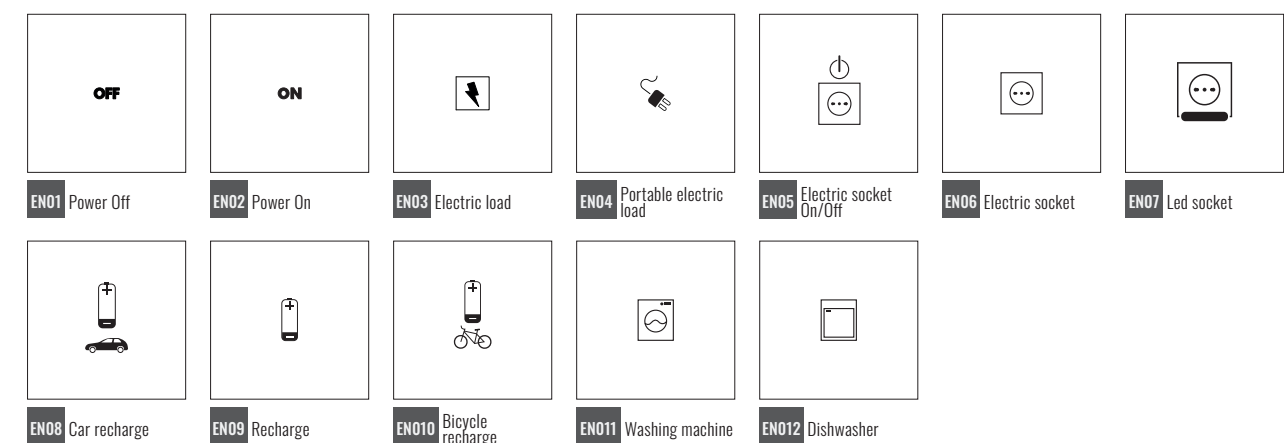 OFF
ON
EN01 Power Off
EN02 Power On
EN03 Electric load
EN04 Portable electric
load
EN05 Electric socket
On/Off
EN06 Electric socket
EN07 Led socket
EN08 Car recharge
EN09 Recharge
EN010 Bicycle
recharge
EN011 Washing machine
EN012 Dishwasher